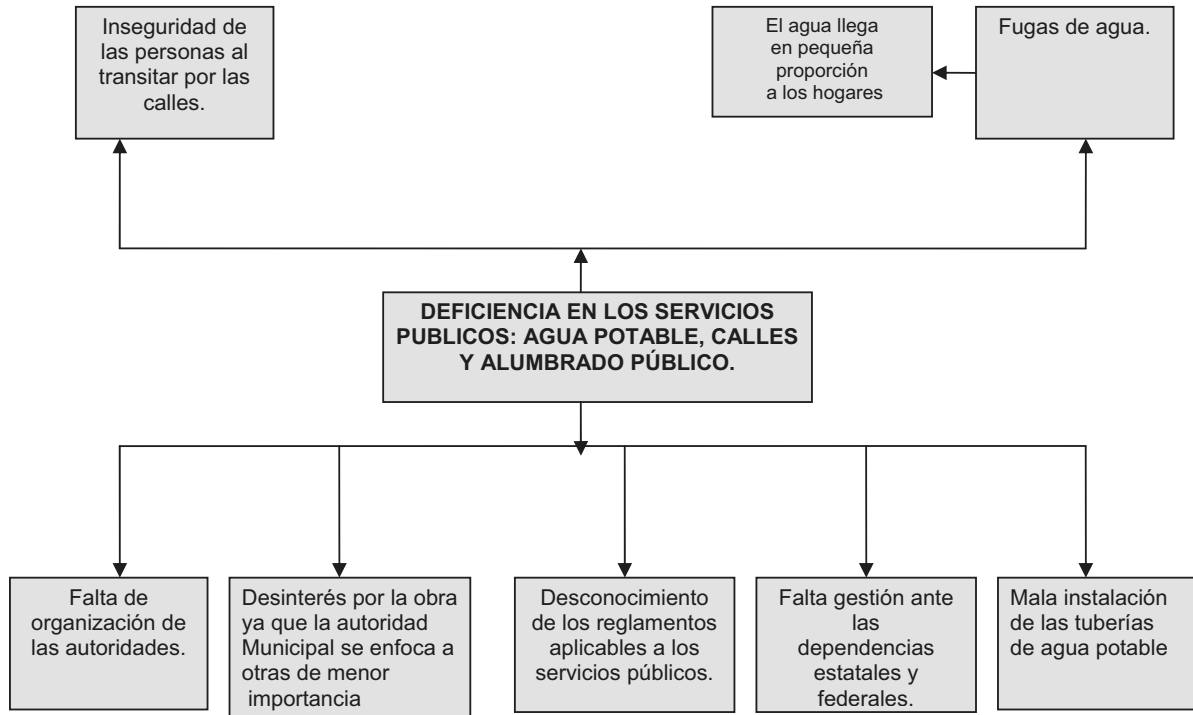 Inseguridad de
las personas al
transitar por las
calles.
El agua llega
en pequeña
proporción
a los hogares
Fugas de agua.
DEFICIENCIA EN LOS SERVICIOS
PUBLICOS: AGUA POTABLE, CALLES
Y ALUMBRADO PÚBLICO.
Falta de
organización de
las autoridades.
Desinterés por la obra
ya que la autoridad
Municipal se enfoca a
otras de menor
importancia
Desconocimiento
de los reglamentos
aplicables a los
servicios públicos.
Falta gestión ante
las
dependencias
estatales y
federales.
Mala instalación
de las tuberías
de agua potable